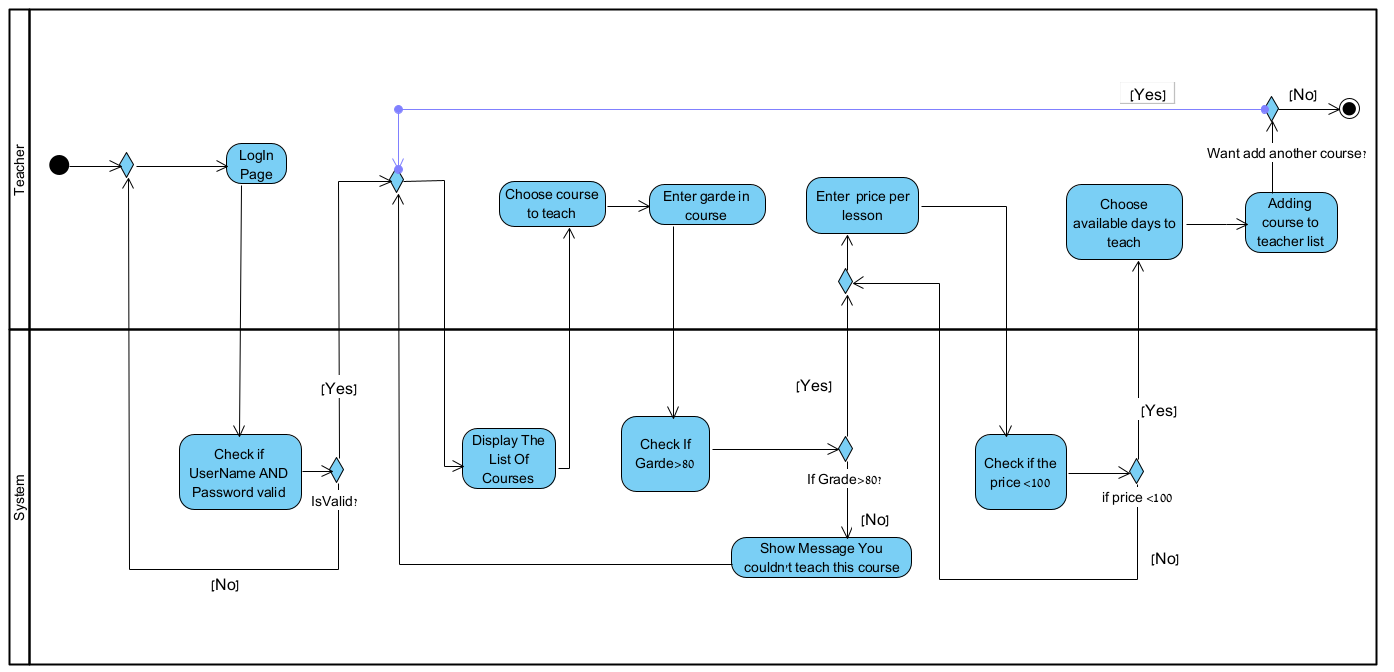 Teacher
LogIn
Page
Choose course
to teach
Enter garde in
course
Enter price per
lesson
Choose
available days to
teach
Adding
course to
teacher list
Want add another course?
[Yes]
[No]
System
Check if
UserName AND
Password valid
[Yes]
IsValid?
[No]
Display The
List Of
Courses
Check If
Garde>80
[Yes]
If Grade>80?
[No]
Show Message You
couldn't teach this course
Check if the
price <100
[Yes]
if price <100
[No]